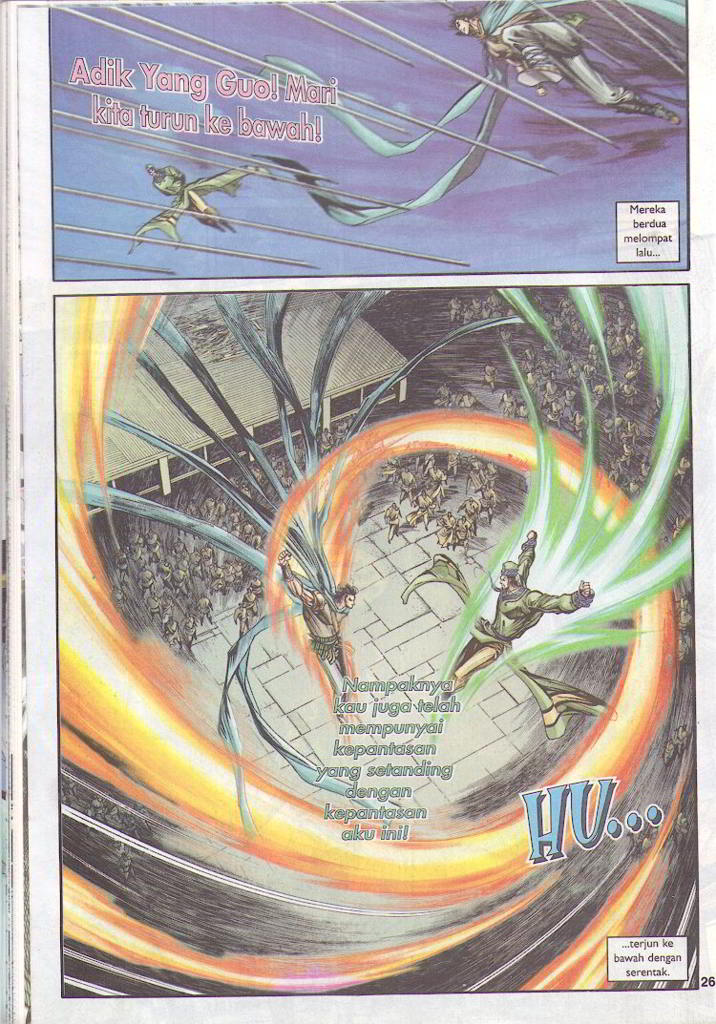 Adik Yang Guo! Mari
kita turun ke bawah!
Mereka
berdua
melompat
lalu...
Nampaknya
kau juga telah
mempunyai
kepantasan
yang setanding
dengan
kepantasan
aku ini!
HU...
...terjun ke
bawah dengan
serentak.
26